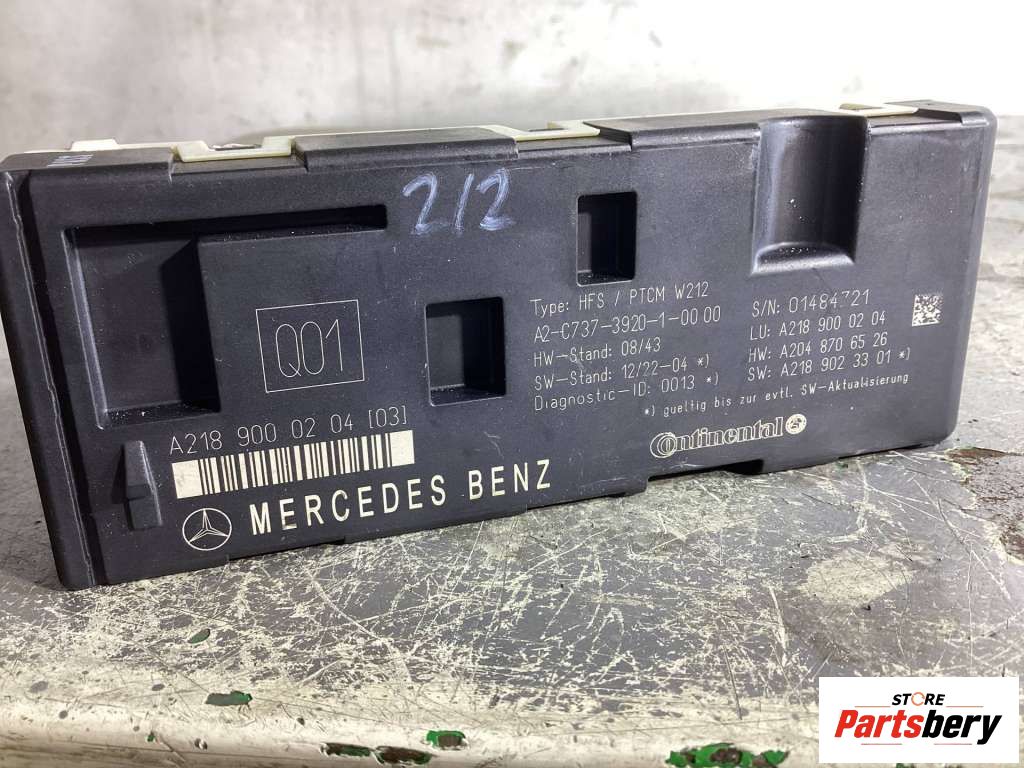 212
Q01
A218 900 02 04 [03]
MERCEDES BENZ
Type: HFS / PTCM W212
A2-C737-3920-1-00 00
HW-Stand: 08/43
SW-Stand: 12/22-04 *)
Diagnostic-ID: 0013 *)
S/N: 01484721
LU: A218 900 02 04
HW: A204 870 65 26
SW: A218 902 33 01 *)
*) gueltig bis zur evtl. SW-Aktualisierung
Continental
STORE
Partsbery